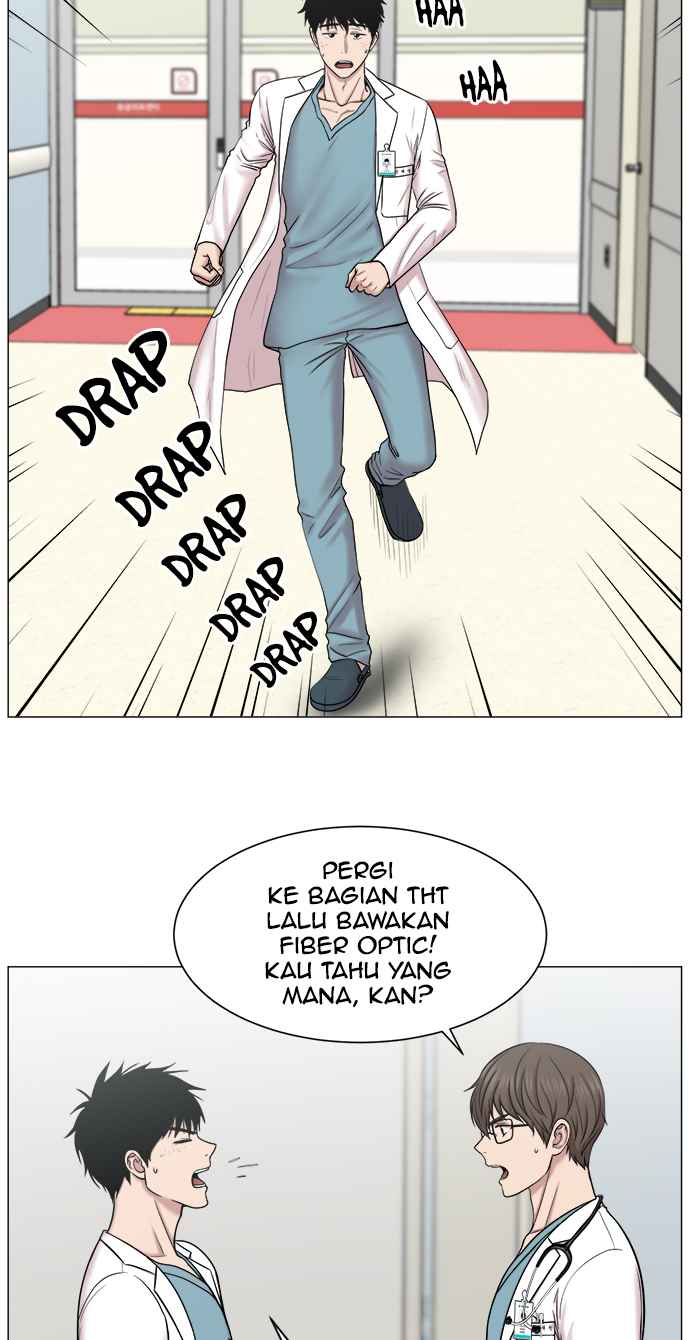 HAA
HAA
DRAP
DRAP
DRAP
DRAP
DRAP
PERGI
KE BAGIAN THT
LALU BAWAKAN
FIBER OPTIC!
KAU TAHU YANG
MANA, KAN?